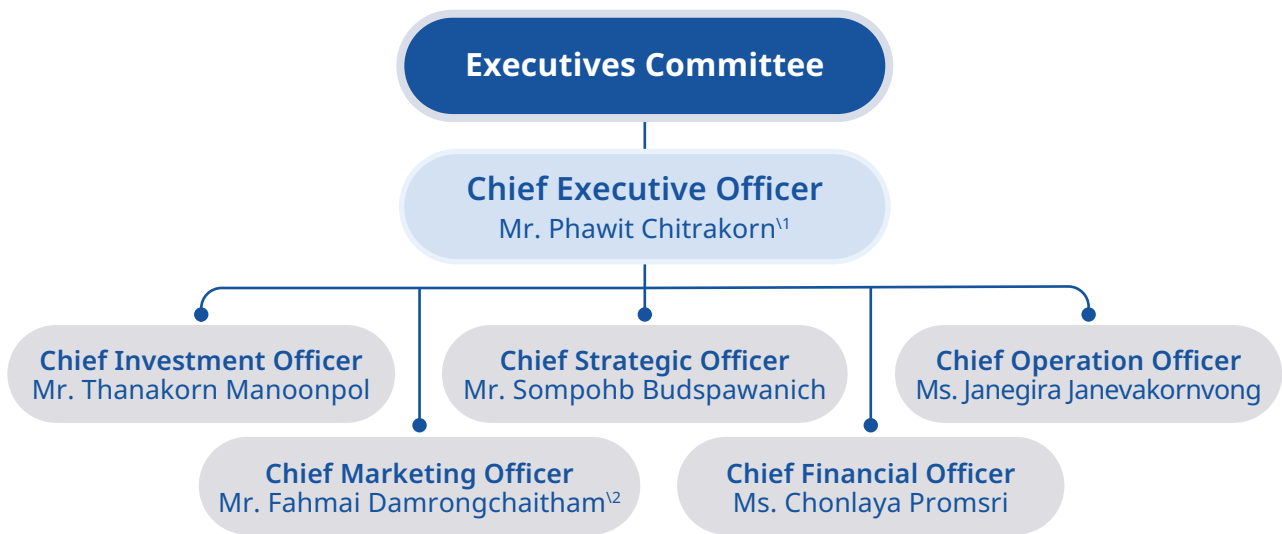 Executives Committee
Chief Executive Officer
Mr. Phawit Chitrakorn\1
Chief Investment Officer
Mr. Thanakorn Manoonpol
Chief Strategic Officer
Mr. Sompohb Budspawanich
Chief Operation Officer
Ms. Janegira Janevakornvong
Chief Marketing Officer
Mr. Fahmai Damrongchaitham\2
Chief Financial Officer
Ms. Chonlaya Promsri